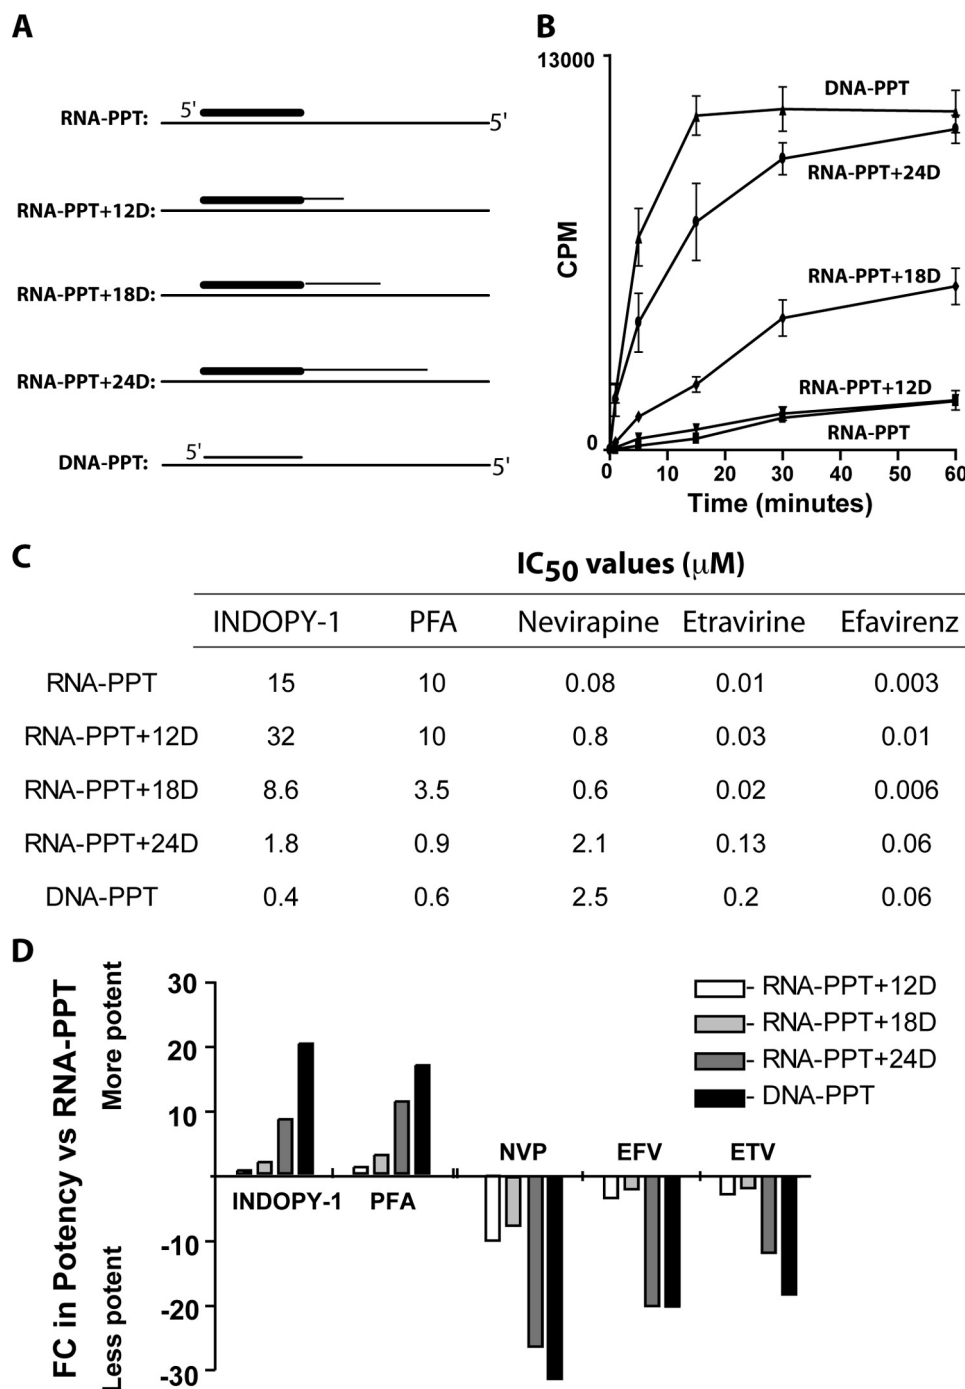 A
5'
RNA-PPT:
5'
RNA-PPT+12D:
RNA-PPT+18D:
RNA-PPT+24D:
5'
DNA-PPT:
5'
B
13000
DNA-PPT
RNA-PPT+24D
CPM
RNA-PPT+18D
RNA-PPT+12D
RNA-PPT
0
0 10 20 30 40 50 60
Time (minutes)
C
IC50 values (μM)
INDOPY-1 PFA Nevirapine Etravirine Efavirenz
RNA-PPT 15 10 0.08 0.01 0.003
RNA-PPT+12D 32 10 0.8 0.03 0.01
RNA-PPT+18D 8.6 3.5 0.6 0.02 0.006
RNA-PPT+24D 1.8 0.9 2.1 0.13 0.06
DNA-PPT 0.4 0.6 2.5 0.2 0.06
D
FC in Potency vs RNA-PPT
More potent
Less potent
30
20
10
-10
-20
-30
INDOPY-1 PFA
NVP EFV ETV
- RNA-PPT+12D
- RNA-PPT+18D
- RNA-PPT+24D
- DNA-PPT